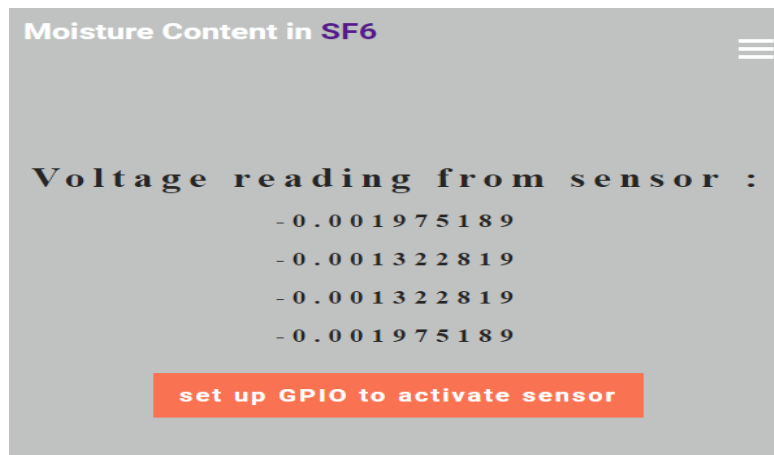 Moisture Content in SF6
Voltage reading from sensor :
-0.001975189
-0.001322819
-0.001322819
-0.001975189
set up GPIO to activate sensor